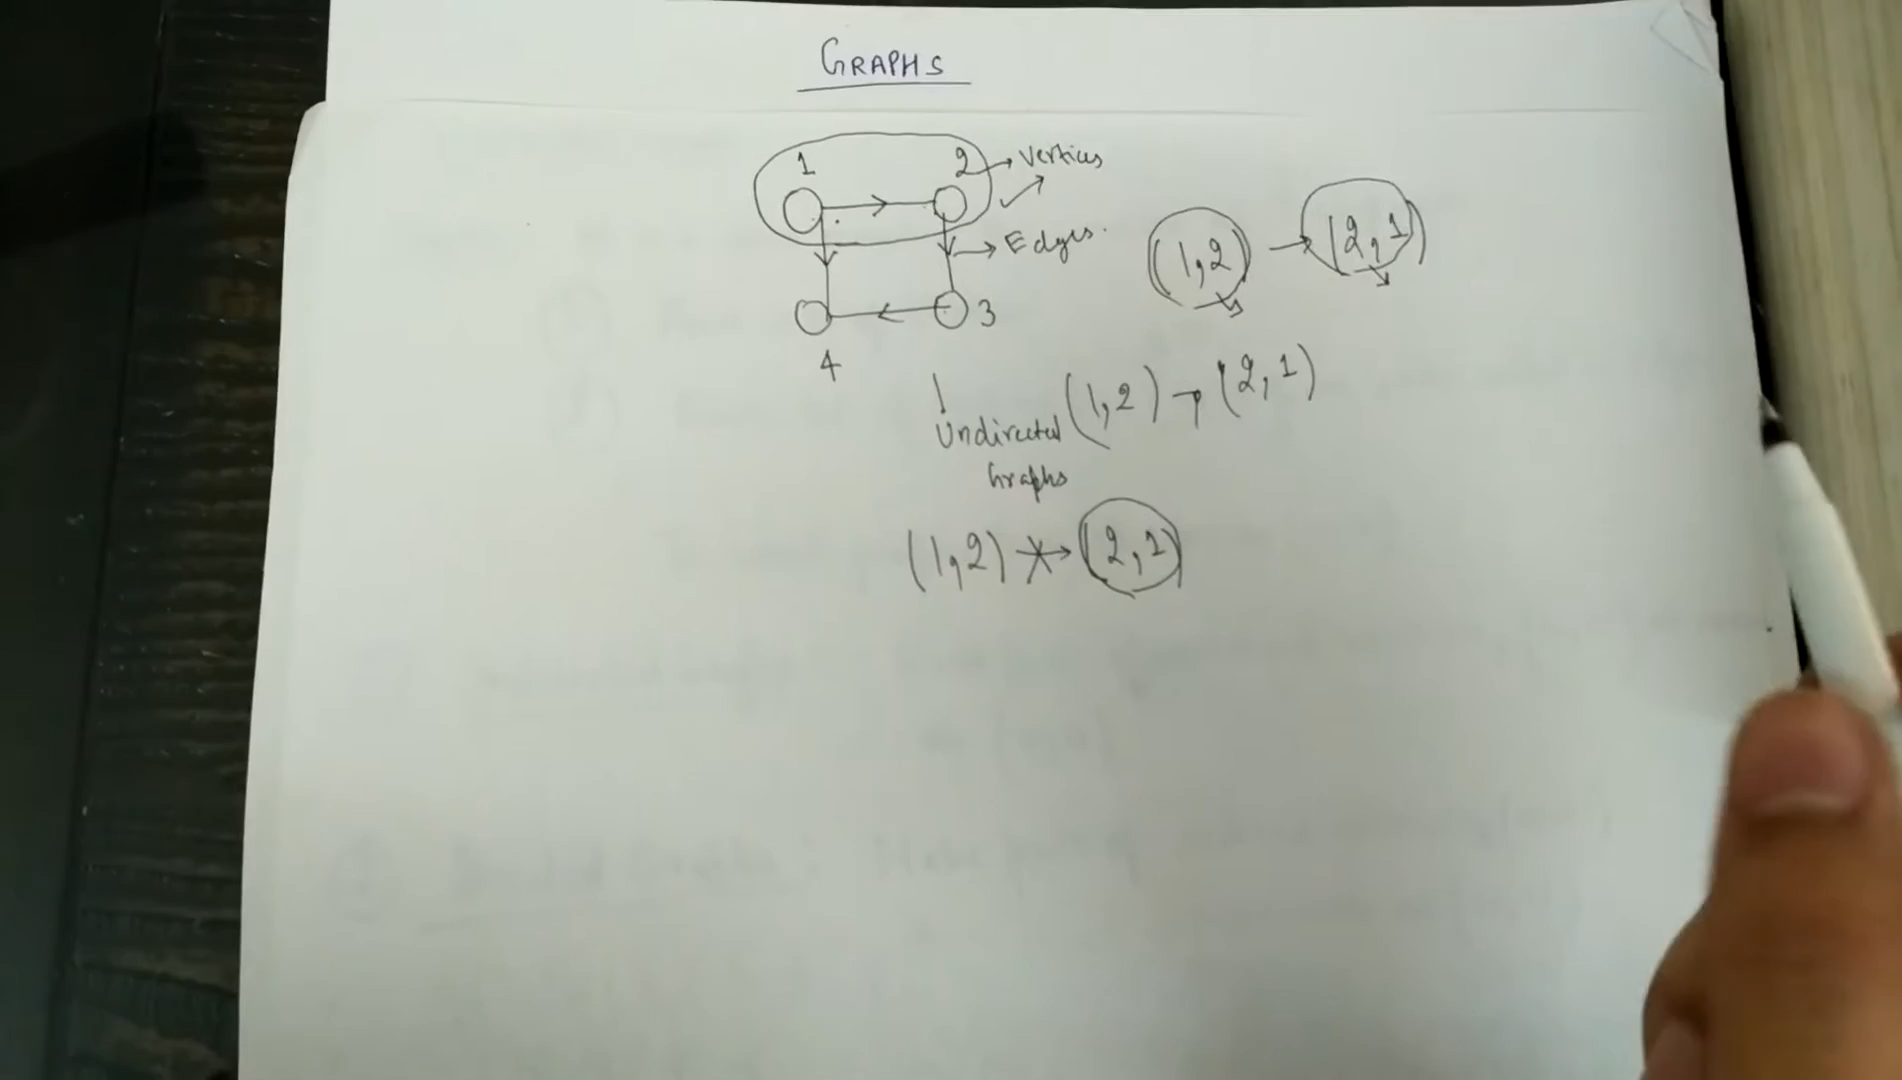 GRAPHS
1 2 → Vertices
→ Edges.
(1,2) → (2,1)
3
4
Undirected (1,2) → (2,1)
Graphs
(1,2) → (2,1)